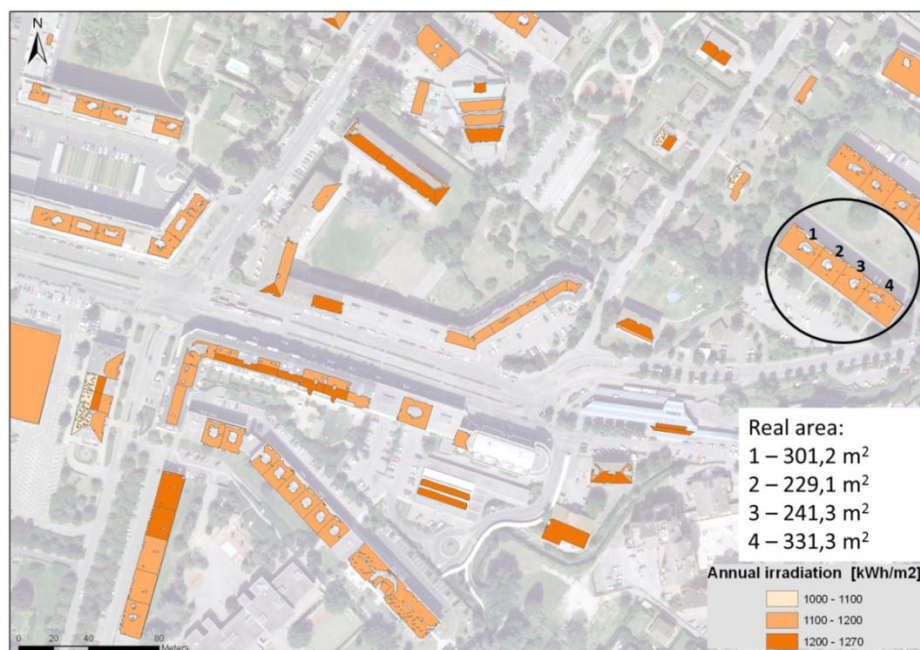 N
1
2
3
4
Real area:
1 – 301,2 m²
2 – 229,1 m²
3 – 241,3 m²
4 – 331,3 m²
Annual irradiation [kWh/m2]
1000 - 1100
1100 - 1200
1200 - 1270
0 20 40 80
Meters